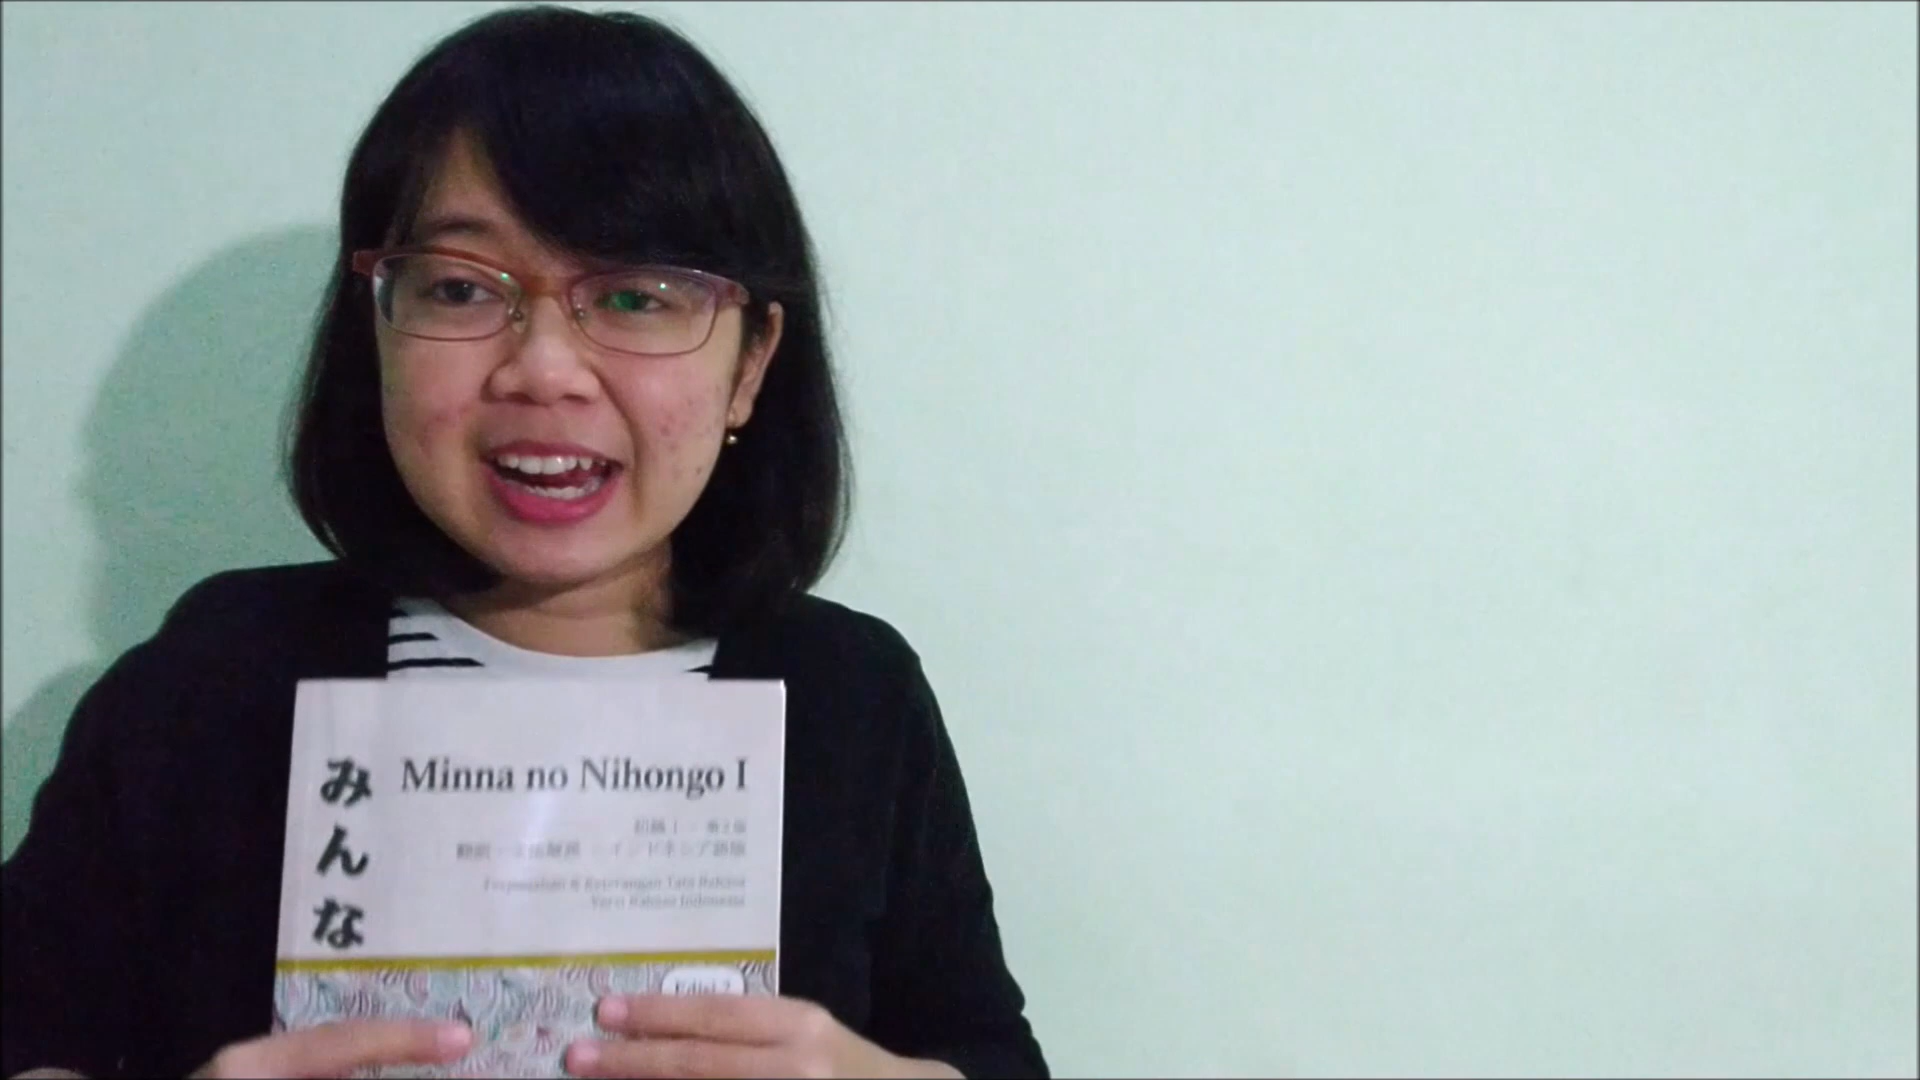 みんな
Minna no Nihongo I
初級 I 第2版
翻訳・文法解説 インドネシア語版
Terjemahan & Keterangan Tata Bahasa
Versi Bahasa Indonesia
Edisi 2